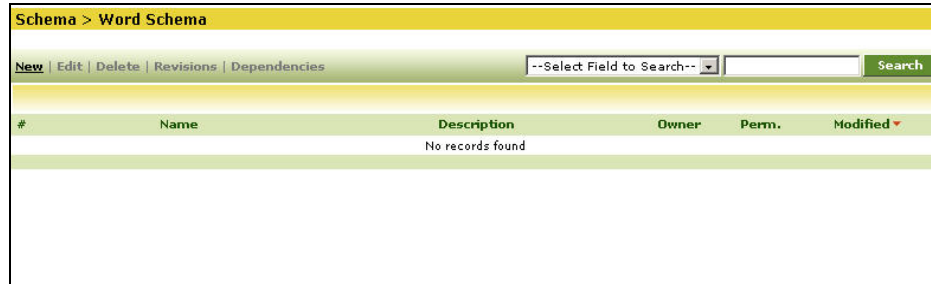 Schema > Word Schema
New | Edit | Delete | Revisions | Dependencies --Select Field to Search-- Search
# Name Description Owner Perm. Modified
No records found